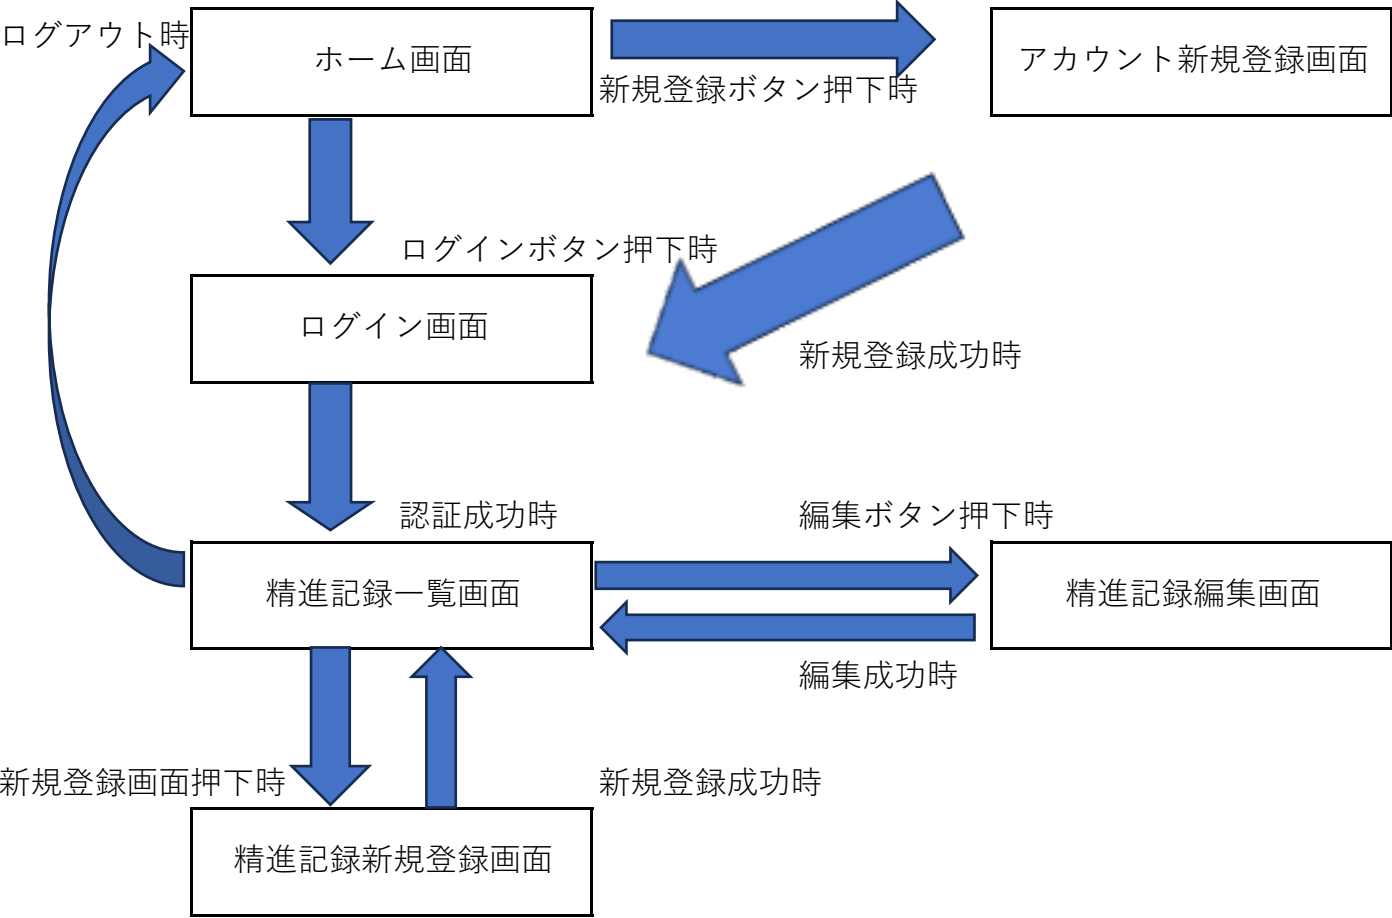 ログアウト時
ホーム画面
アカウント新規登録画面
新規登録ボタン押下時
ログインボタン押下時
ログイン画面
新規登録成功時
認証成功時
編集ボタン押下時
精進記録一覧画面
精進記録編集画面
編集成功時
新規登録画面押下時
新規登録成功時
精進記録新規登録画面